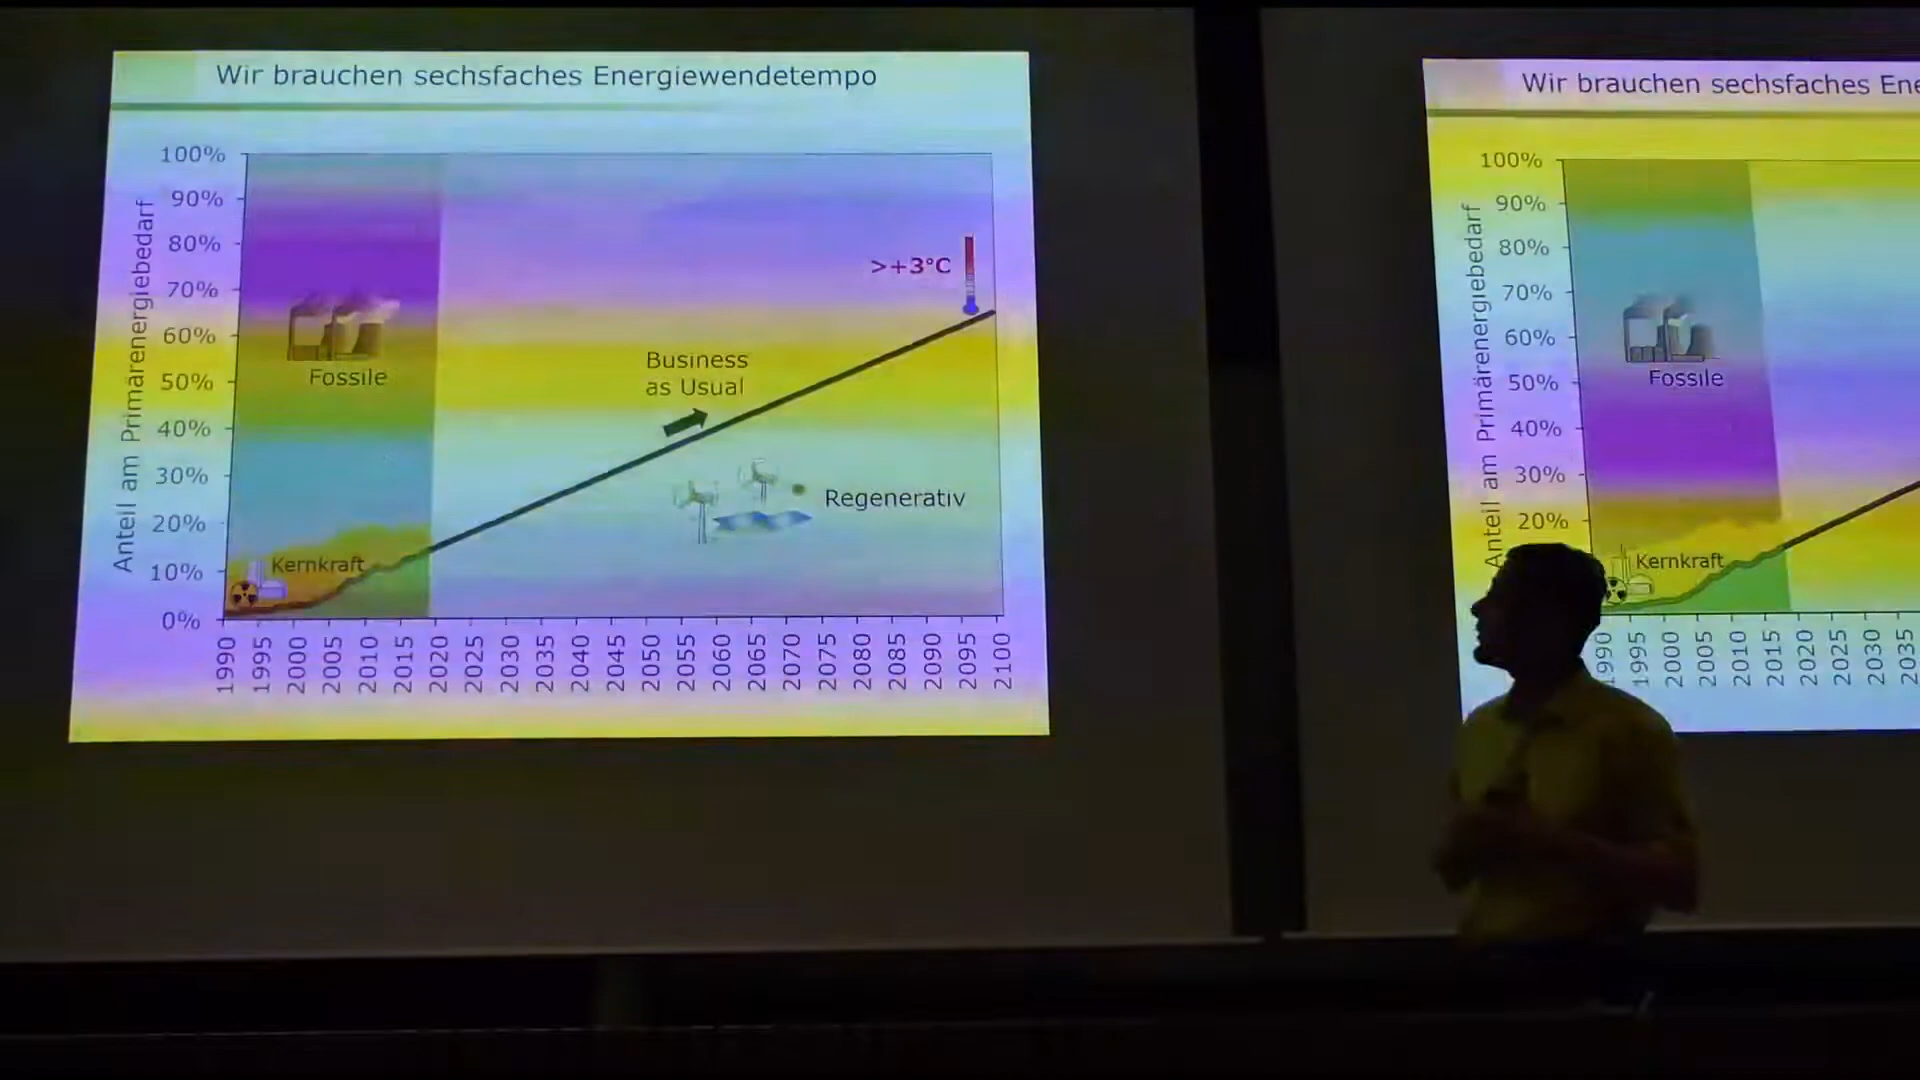 Wir brauchen sechsfaches Energiewendetempo
Anteil am Primärenergiebedarf
100%
90%
80%
70%
60%
50%
40%
30%
20%
10%
0%
>+3°C
Business
as Usual
Fossile
Regenerativ
Kernkraft
1990 1995 2000 2005 2010 2015 2020 2025 2030 2035 2040 2045 2050 2055 2060 2065 2070 2075 2080 2085 2090 2095 2100
Wir brauchen sechsfaches Ene
Anteil am Primärenergiebedarf
100%
90%
80%
70%
60%
50%
40%
30%
20%
Fossile
Kernkraft
1990 1995 2000 2005 2010 2015 2020 2025 2030 2035